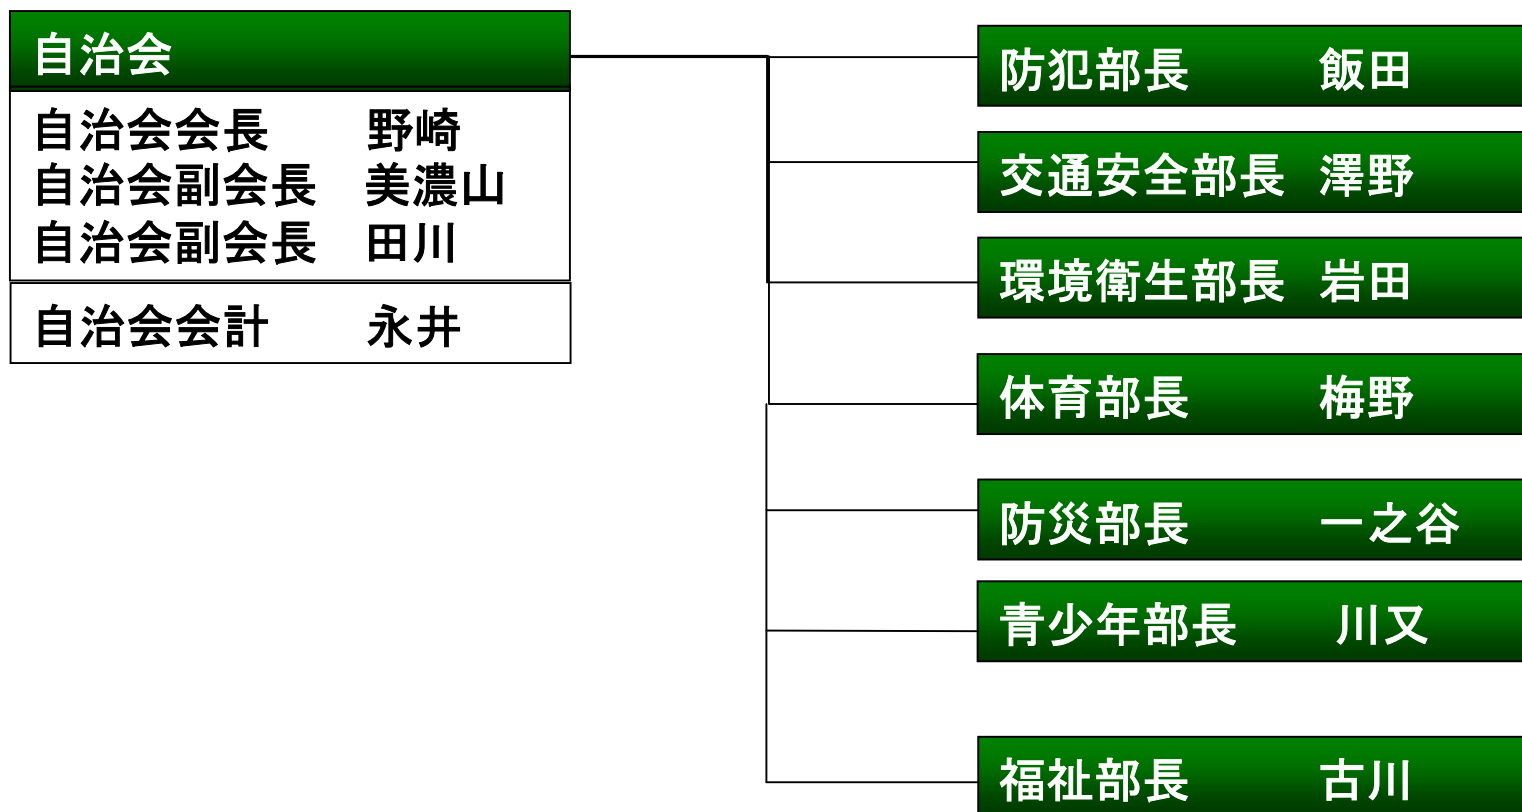 自治会
自治会会長 野崎
自治会副会長 美濃山
自治会副会長 田川
自治会会計 永井
防犯部長 飯田
交通安全部長 澤野
環境衛生部長 岩田
体育部長 梅野
防災部長 一之谷
青少年部長 川又
福祉部長 古川